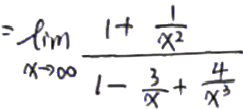 = lim x→∞ (1 + 1/x²) / (1 - 3/x + 4/x³)